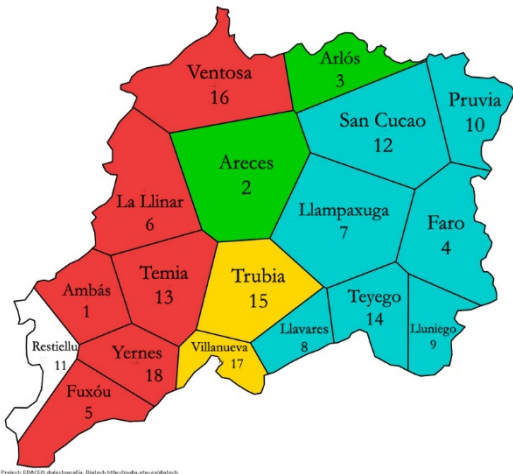 Ventosa
16
Arlós
3
Pruvia
10
San Cucao
12
Areces
2
La Llinar
6
Llampaxuga
7
Faro
4
Temia
13
Trubia
15
Ambás
1
Teyego
14
Llavares
8
Lluniego
9
Restiellu
11
Yernes
18
Villanueva
17
Fuxóu
5